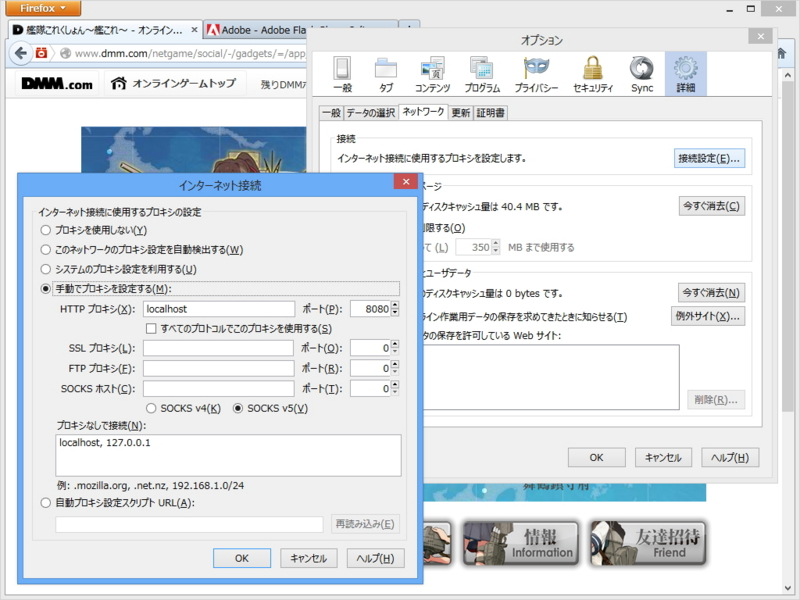 Firefox
艦隊これくしょん～艦これ～ - オンライン...
Adobe - Adobe Fla
www.dmm.com/netgame/social/-/gadgets/=/app
DMM.com
オンラインゲームトップ
残りDMM
オプション
一般
タブ
コンテンツ
プログラム
プライバシー
セキュリティ
Sync
詳細
一般
データの選択
ネットワーク
更新
証明書
接続
インターネット接続に使用するプロキシを設定します。
接続設定(E)...
ージ
ディスクキャッシュ量は 40.4 MB です。
今すぐ消去(C)
限する(O)
て(L)
350
MB まで使用する
とユーザデータ
のディスクキャッシュ量は 0 bytes です。
今すぐ消去(N)
ライン作業用データの保存を求めてきたときに知らせる(T)
例外サイト(X)...
タの保存を許可している Web サイト:
削除(R)...
OK
キャンセル
ヘルプ(H)
インターネット接続
インターネット接続に使用するプロキシの設定
プロキシを使用しない(Y)
このネットワークのプロキシ設定を自動検出する(W)
システムのプロキシ設定を利用する(U)
手動でプロキシを設定する(M):
HTTP プロキシ(X):
localhost
ポート(P):
8080
すべてのプロトコルでこのプロキシを使用する(S)
SSL プロキシ(L):
ポート(O):
0
FTP プロキシ(F):
ポート(R):
0
SOCKS ホスト(C):
ポート(T):
0
SOCKS v4(K)
SOCKS v5(V)
プロキシなしで接続(N):
localhost, 127.0.0.1
例: .mozilla.org, .net.nz, 192.168.1.0/24
自動プロキシ設定スクリプト URL(A):
再読み込み(E)
OK
キャンセル
ヘルプ(H)
情報
Information
友達招待
Friend